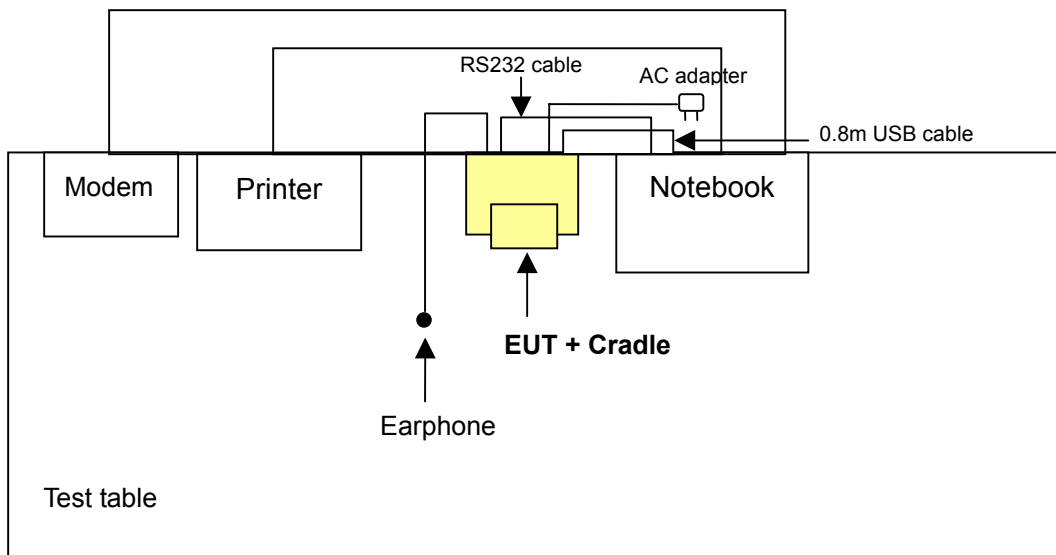 RS232 cable
AC adapter
0.8m USB cable
Modem
Printer
Notebook
EUT + Cradle
Earphone
Test table